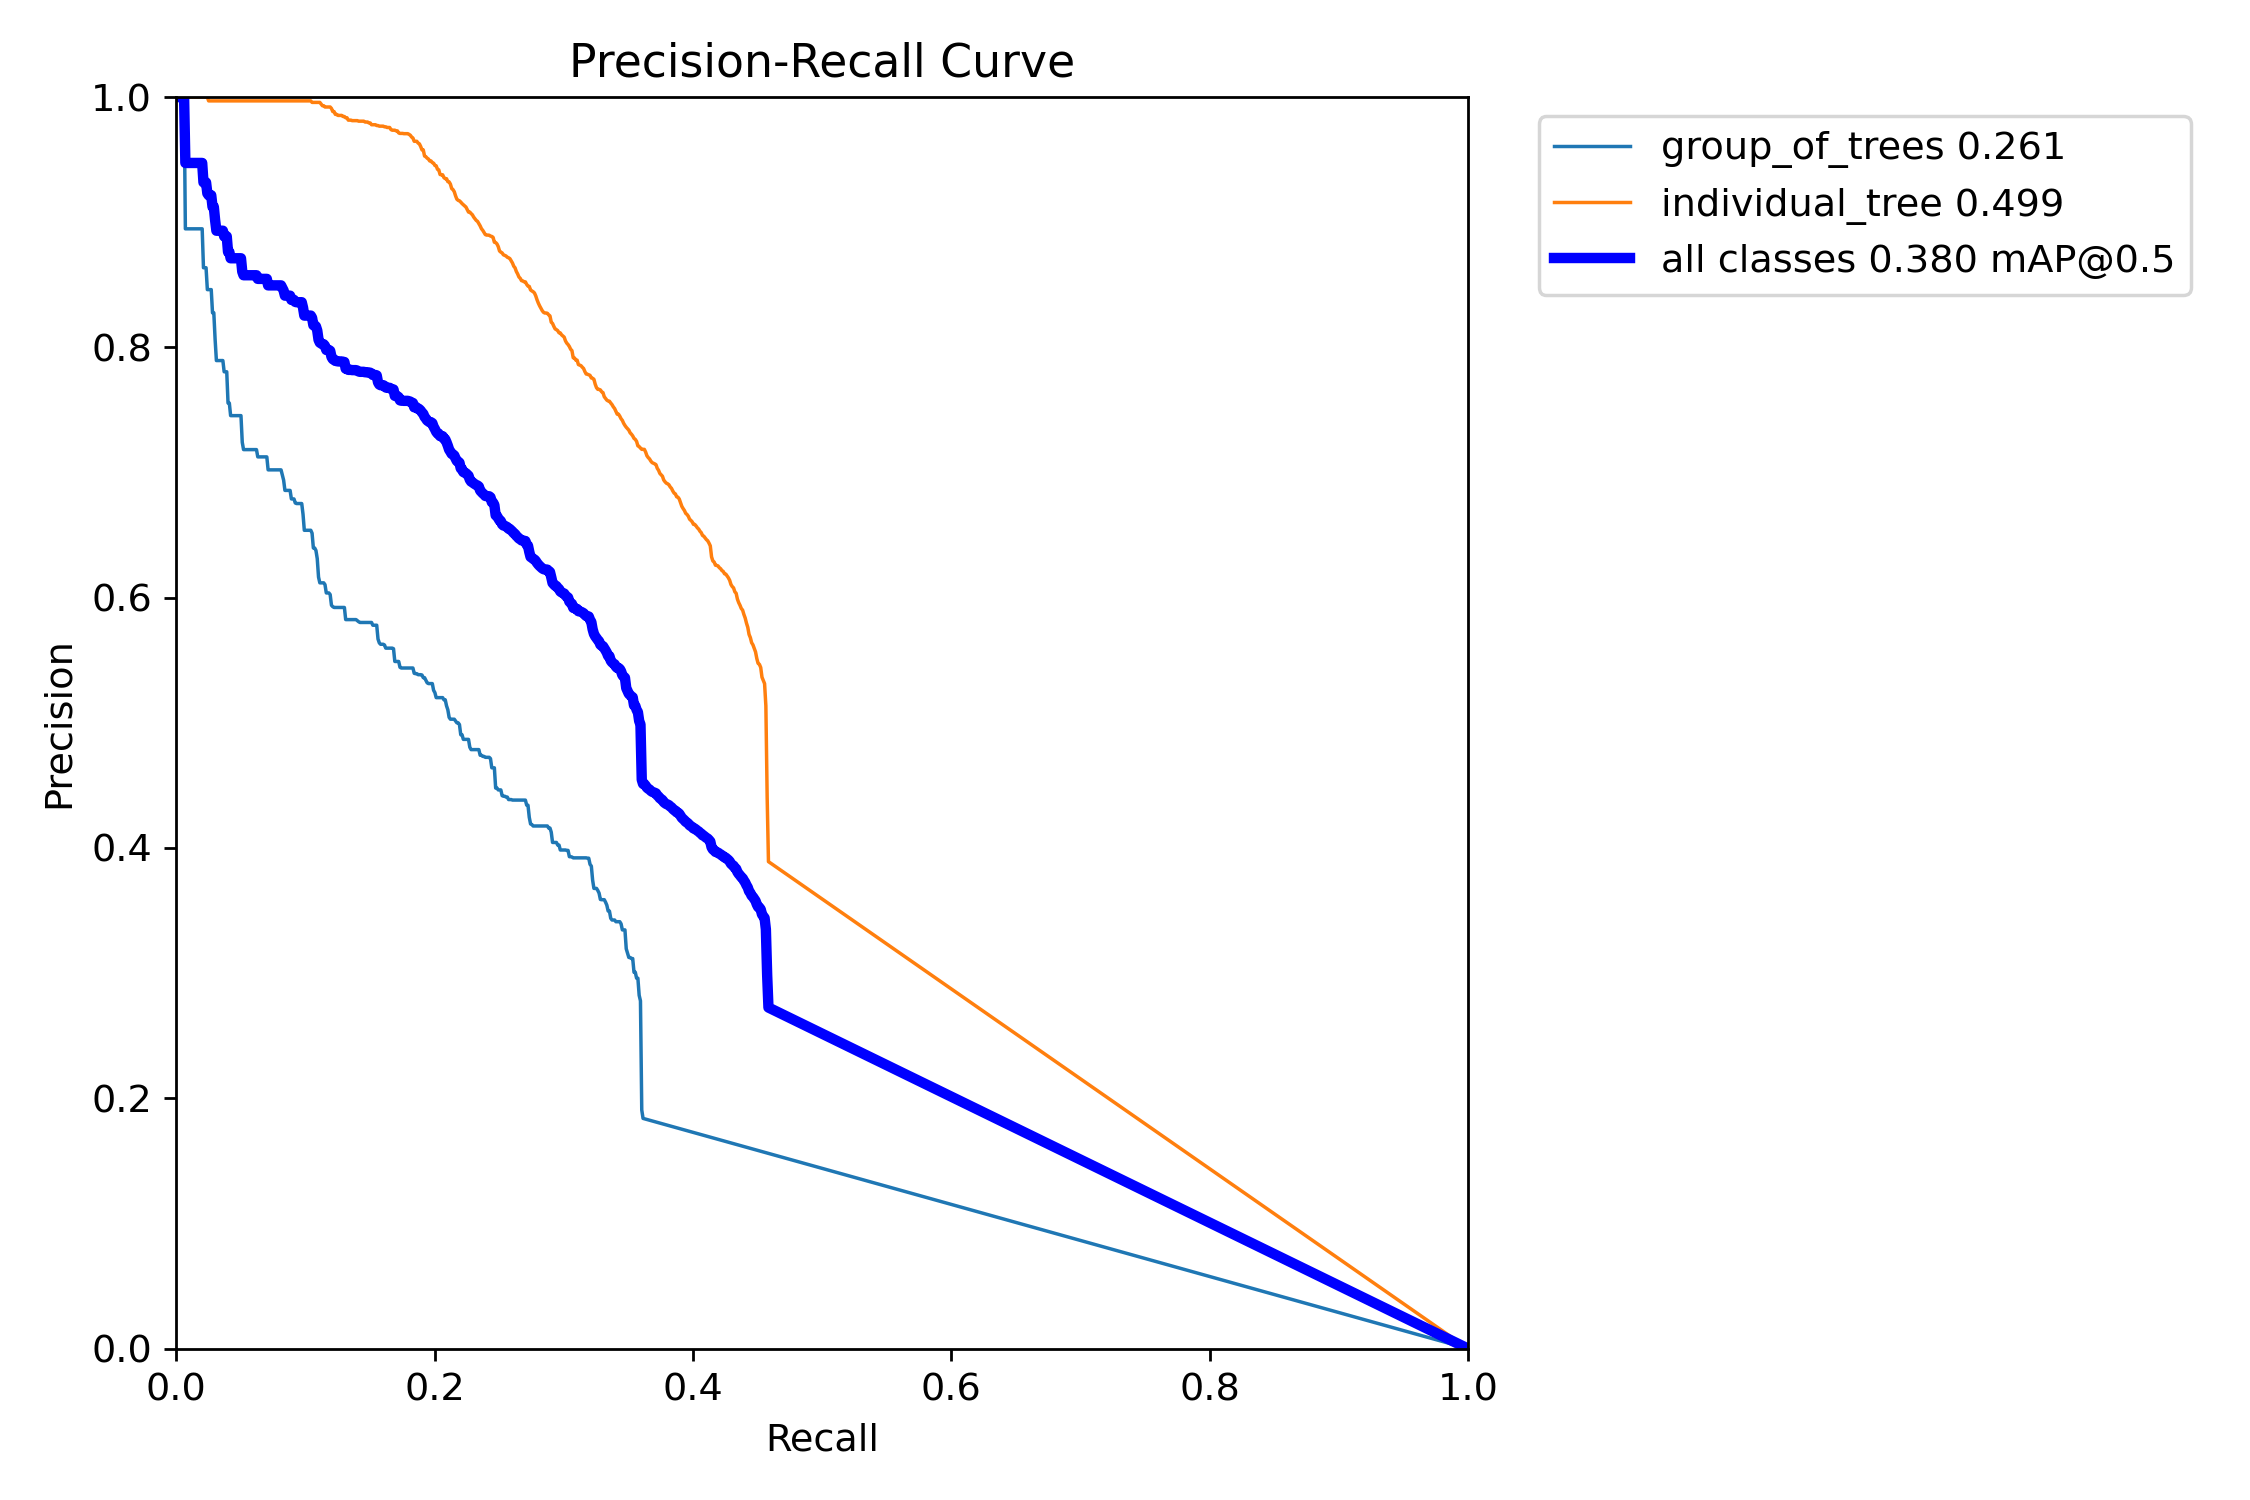 Precision-Recall Curve
1.0
0.8
0.6
0.4
0.2
0.0
Precision
0.0 0.2 0.4 0.6 0.8 1.0
Recall
group_of_trees 0.261
individual_tree 0.499
all classes 0.380 mAP@0.5